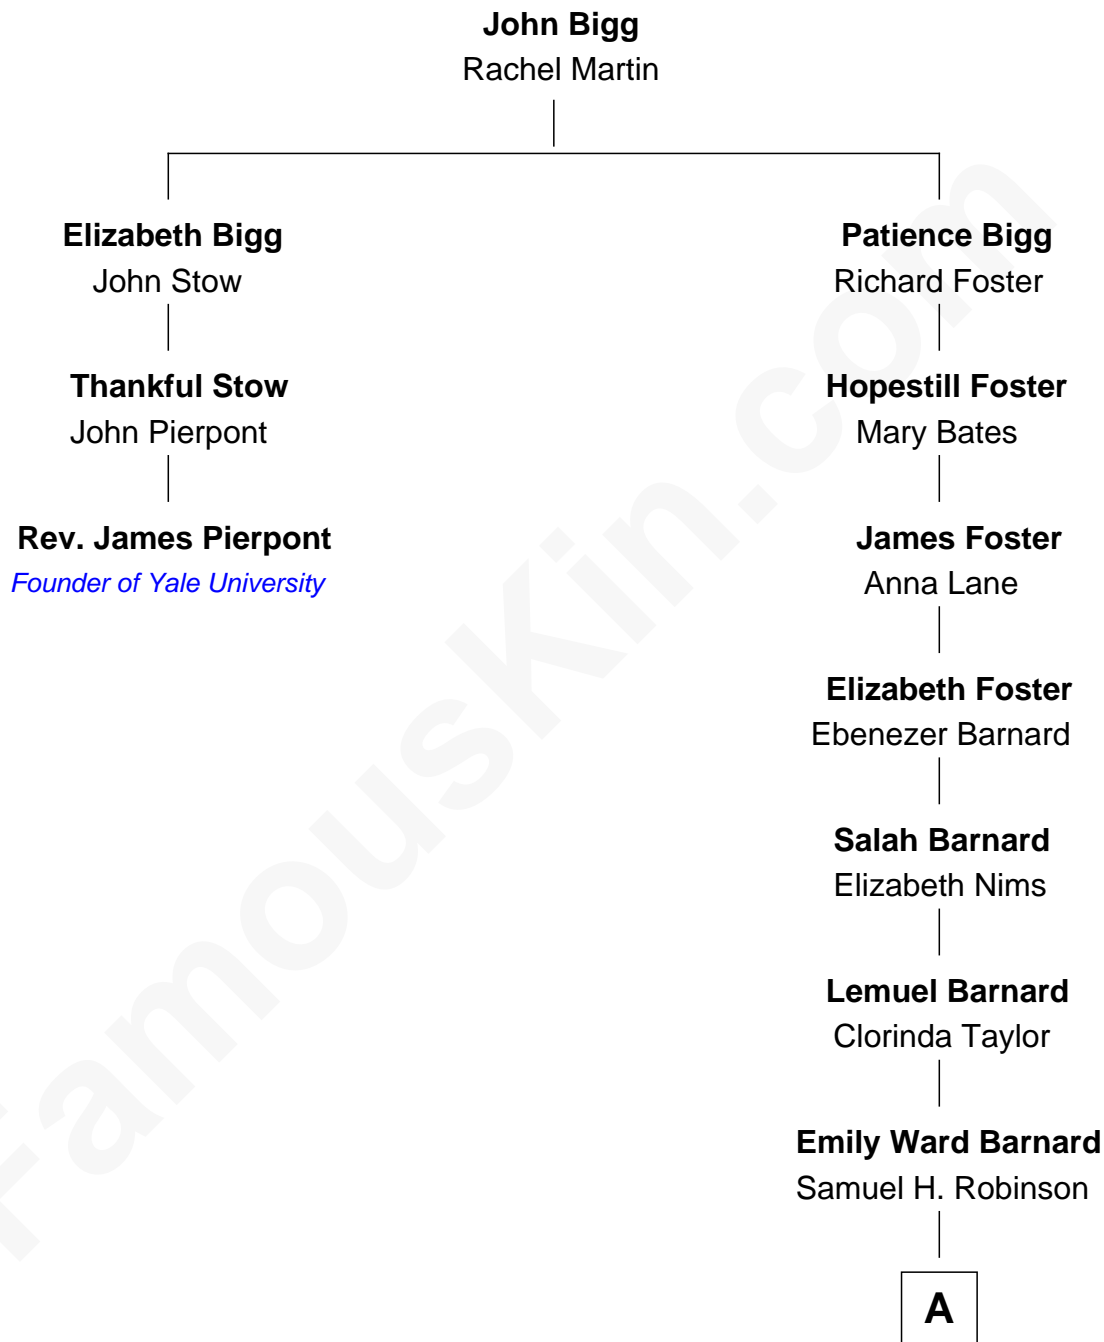 John Bigg
Rachel Martin
Elizabeth Bigg
John Stow
Thankful Stow
John Pierpont
Rev. James Pierpont
Founder of Yale University
Patience Bigg
Richard Foster
Hopestill Foster
Mary Bates
James Foster
Anna Lane
Elizabeth Foster
Ebenezer Barnard
Salah Barnard
Elizabeth Nims
Lemuel Barnard
Clorinda Taylor
Emily Ward Barnard
Samuel H. Robinson
A
FamousKin.com